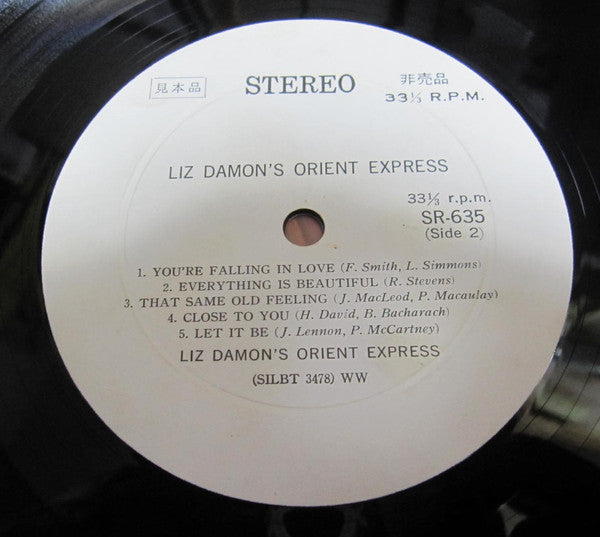 見本品 STEREO 非売品
33⅓ R.P.M.
LIZ DAMON'S ORIENT EXPRESS
33⅓ r.p.m.
SR-635
(Side 2)
1. YOU'RE FALLING IN LOVE (F. Smith, L. Simmons)
2. EVERYTHING IS BEAUTIFUL (R. Stevens)
3. THAT SAME OLD FEELING (J. MacLeod, P. Macaulay)
4. CLOSE TO YOU (H. David, B. Bacharach)
5. LET IT BE (J. Lennon, P. McCartney)
LIZ DAMON'S ORIENT EXPRESS
(SILBT 3478) WW